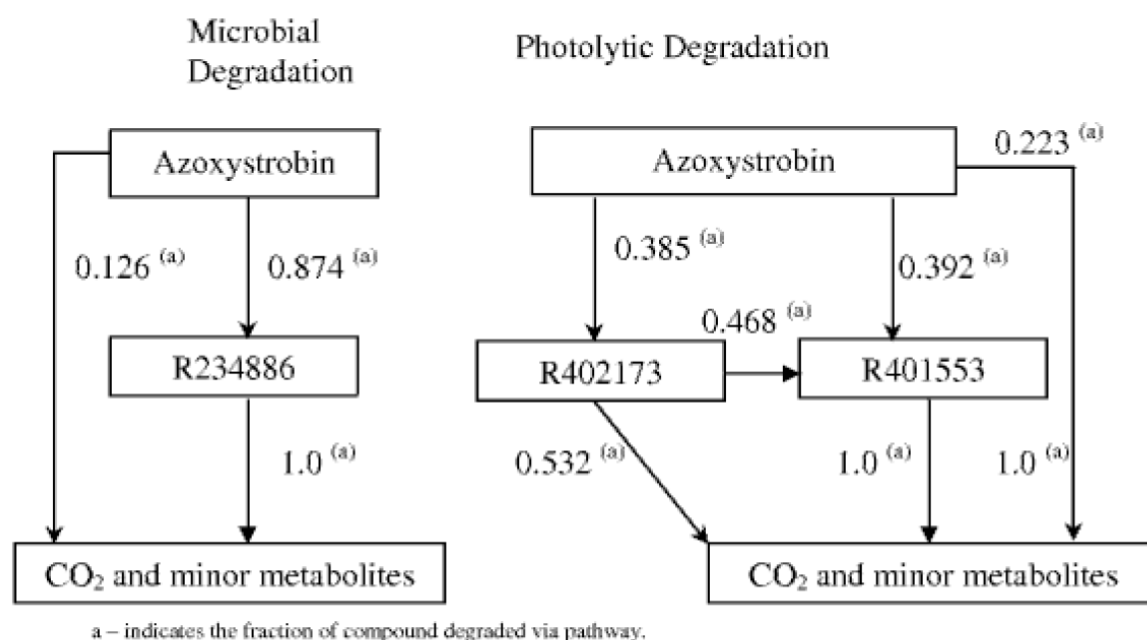 Microbial
Degradation
Photolytic Degradation
Azoxystrobin
0.126 (a)
0.874 (a)
R234886
1.0 (a)
CO₂ and minor metabolites
Azoxystrobin
0.223 (a)
0.385 (a)
0.392 (a)
0.468 (a)
R402173
R401553
0.532 (a)
1.0 (a)
1.0 (a)
CO₂ and minor metabolites
a – indicates the fraction of compound degraded via pathway.